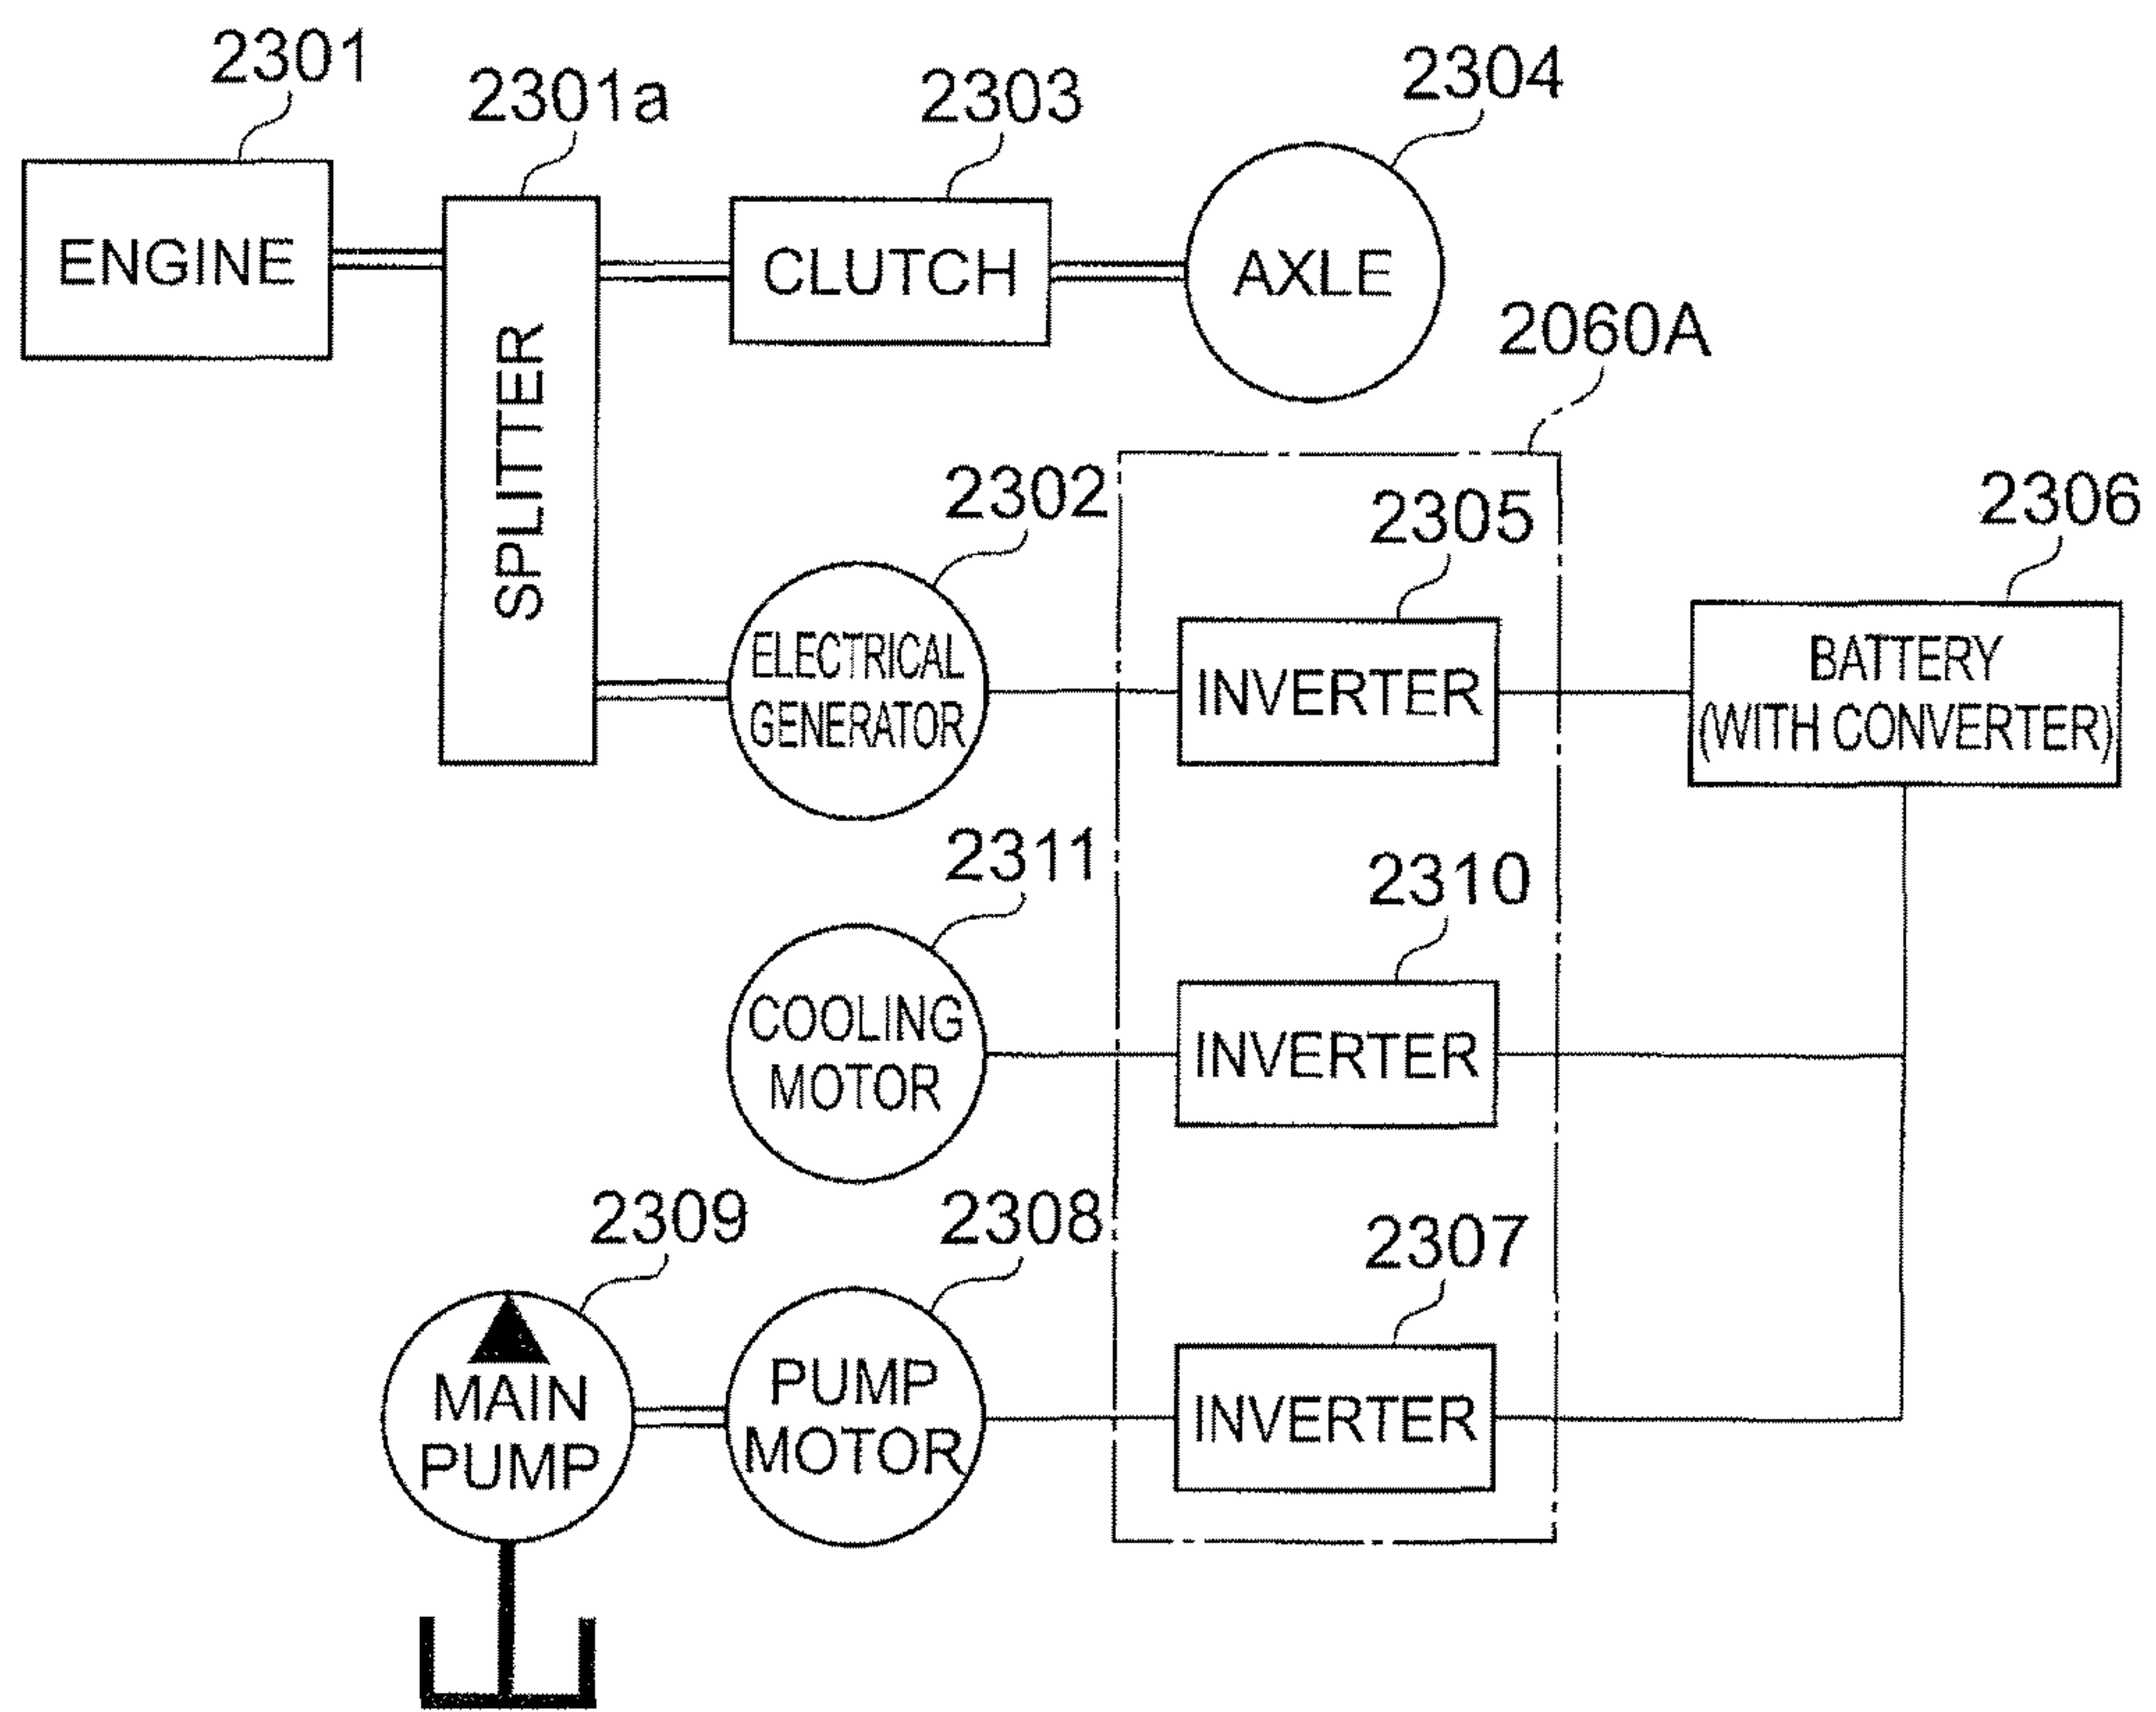 2301
2301a
2303
2304
ENGINE
CLUTCH
AXLE
SPLITTER
2060A
2302
2305
2306
ELECTRICAL
GENERATOR
INVERTER
BATTERY
(WITH CONVERTER)
2311
2310
COOLING
MOTOR
INVERTER
2309
2308
2307
MAIN
PUMP
PUMP
MOTOR
INVERTER